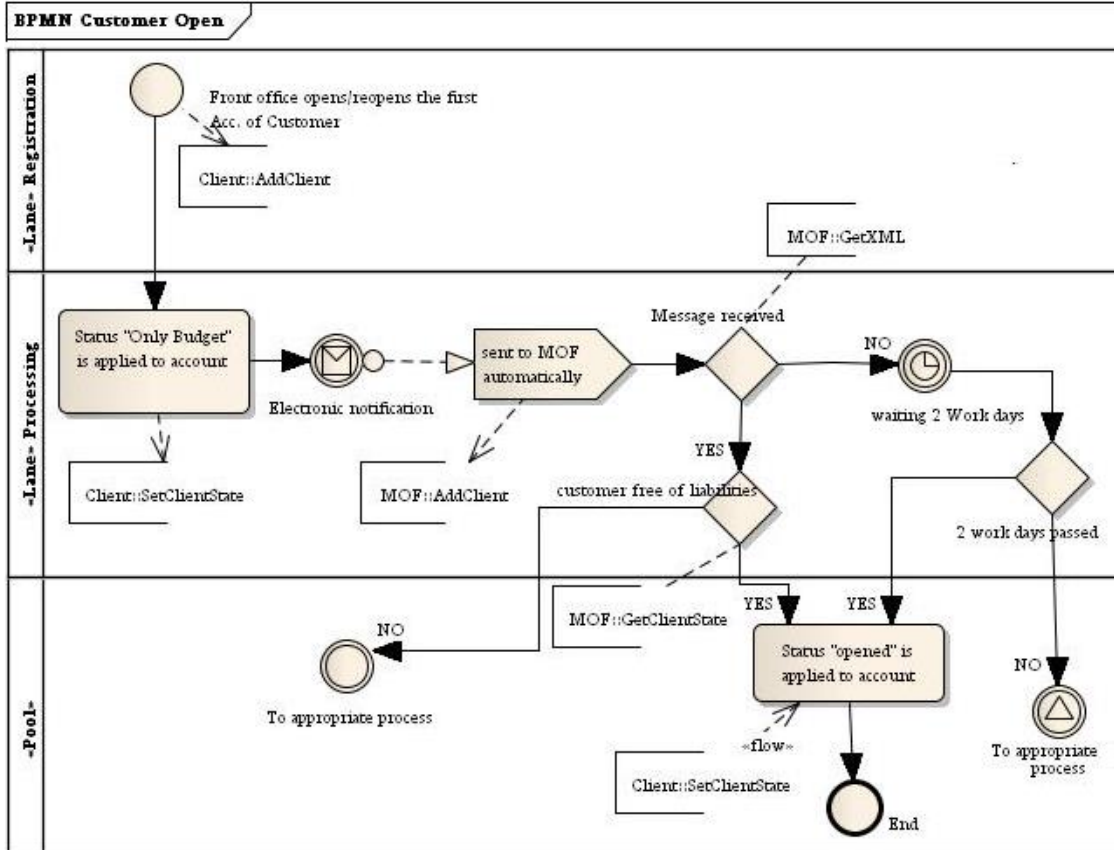 BPMN Customer Open
«Lane» Registration
Front office opens/reopens the first
Acc. of Customer
Client::AddClient
MOF::GetXML
«Lane» Processing
Status "Only Budget"
is applied to account
Electronic notification
sent to MOF
automatically
Message received
NO
waiting 2 Work days
Client::SetClientState
MOF::AddClient
YES
customer free of liabilities
2 work days passed
«Pool»
MOF::GetClientState
YES
YES
NO
To appropriate process
Status "opened" is
applied to account
NO
To appropriate
process
«flow»
Client::SetClientState
End